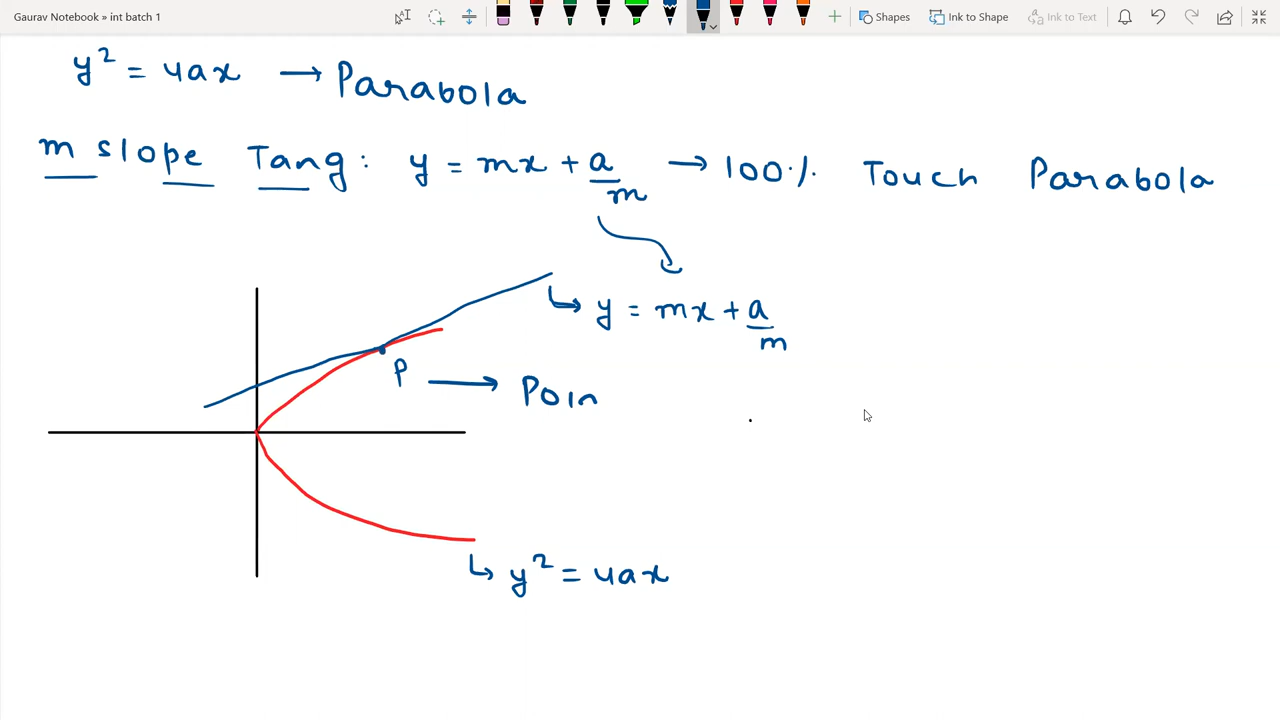 Gaurav Notebook » int batch 1
Shapes
Ink to Shape
Ink to Text
y² = 4ax → Parabola
m slope Tang: y = mx + a/m → 100% Touch Parabola
↳ y = mx + a/m
P → Poin
↳ y² = 4ax